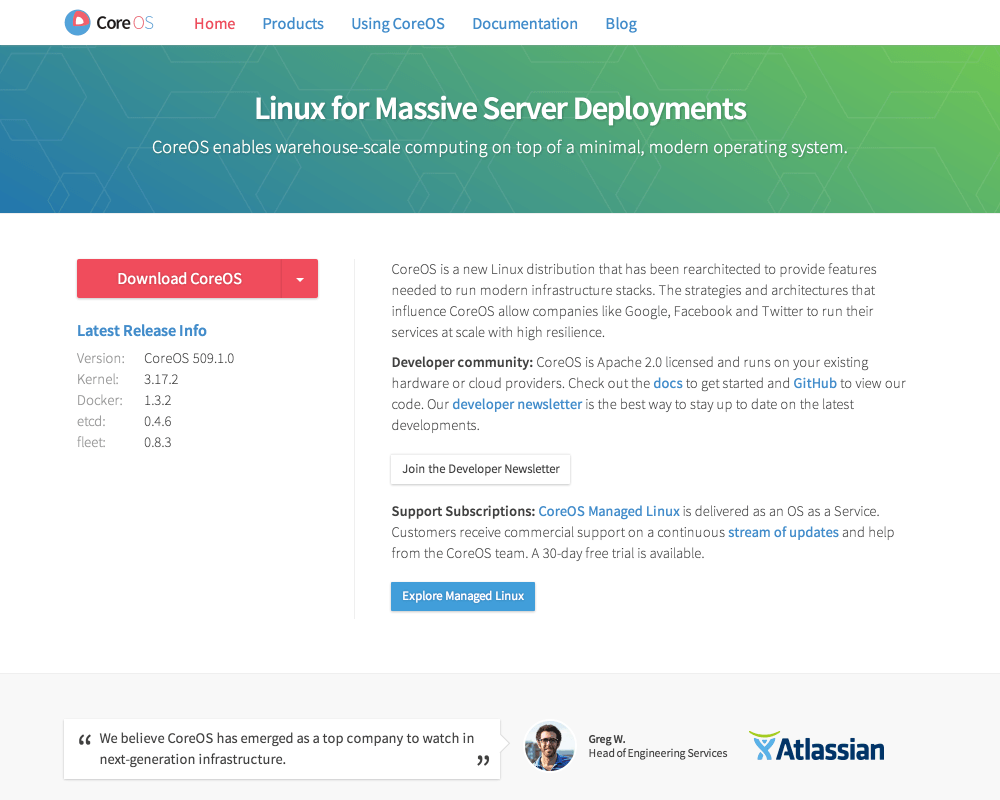 CoreOS Home Products Using CoreOS Documentation Blog
Linux for Massive Server Deployments
CoreOS enables warehouse-scale computing on top of a minimal, modern operating system.
Download CoreOS
Latest Release Info
Version: CoreOS 509.1.0
Kernel: 3.17.2
Docker: 1.3.2
etcd: 0.4.6
fleet: 0.8.3
CoreOS is a new Linux distribution that has been rearchitected to provide features
needed to run modern infrastructure stacks. The strategies and architectures that
influence CoreOS allow companies like Google, Facebook and Twitter to run their
services at scale with high resilience.
Developer community: CoreOS is Apache 2.0 licensed and runs on your existing
hardware or cloud providers. Check out the docs to get started and GitHub to view our
code. Our developer newsletter is the best way to stay up to date on the latest
developments.
Join the Developer Newsletter
Support Subscriptions: CoreOS Managed Linux is delivered as an OS as a Service.
Customers receive commercial support on a continuous stream of updates and help
from the CoreOS team. A 30-day free trial is available.
Explore Managed Linux
“ We believe CoreOS has emerged as a top company to watch in
next-generation infrastructure. ”
Greg W.
Head of Engineering Services
Atlassian